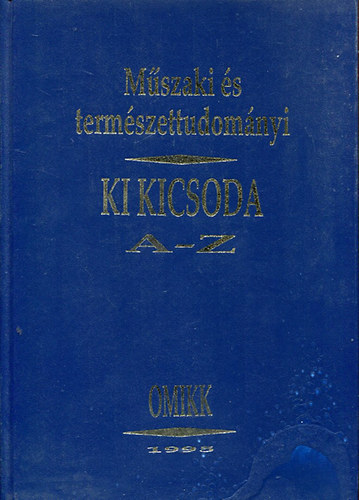 Műszaki és
természettudományi
KI KICSODA
A-Z
OMIKK
1995